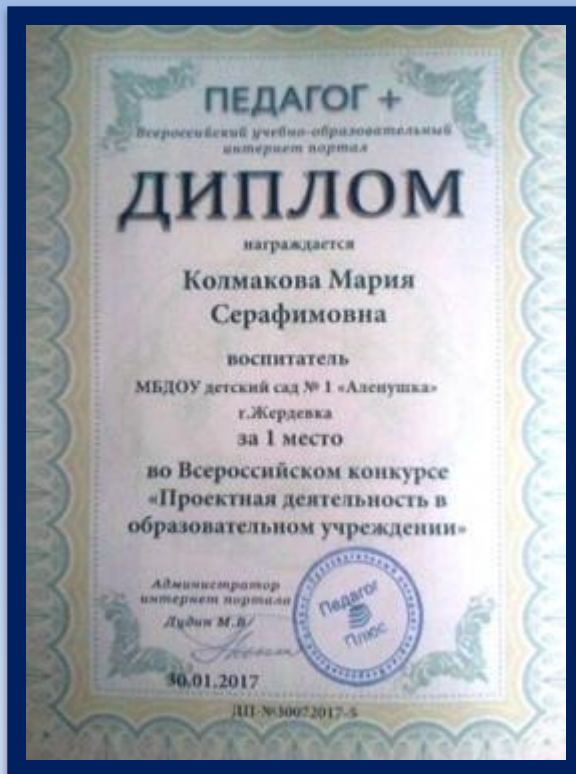 ПЕДАГОГ +
Всероссийский учебно-образовательный
интернет портал
ДИПЛОМ
награждается
Колмакова Мария
Серафимовна
воспитатель
МБДОУ детский сад № 1 «Аленушка»
г.Жердевка
за 1 место
во Всероссийском конкурсе
«Проектная деятельность в
образовательном учреждении»
Администратор
интернет портала
Дудин М.В.
Педагог
Плюс
30.01.2017
ДП-№30072017-5